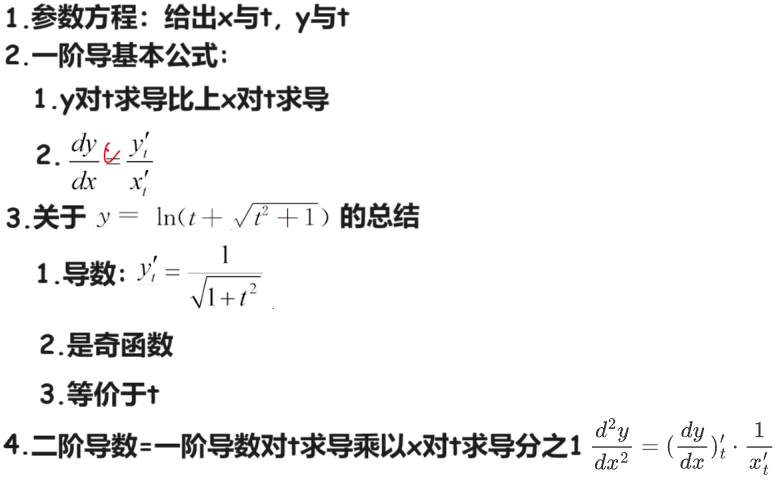 1.参数方程：给出x与t，y与t
2.一阶导基本公式：
1.y对t求导比上x对t求导
2. \frac{dy}{dx} = \frac{y'_t}{x'_t}
3.关于 y = ln(t + \sqrt{t^2 + 1}) 的总结
1.导数：y'_t = \frac{1}{\sqrt{1+t^2}}
2.是奇函数
3.等价于t
4.二阶导数=一阶导数对t求导乘以x对t求导分之1 \frac{d^2y}{dx^2} = (\frac{dy}{dx})'_t · \frac{1}{x'_t}